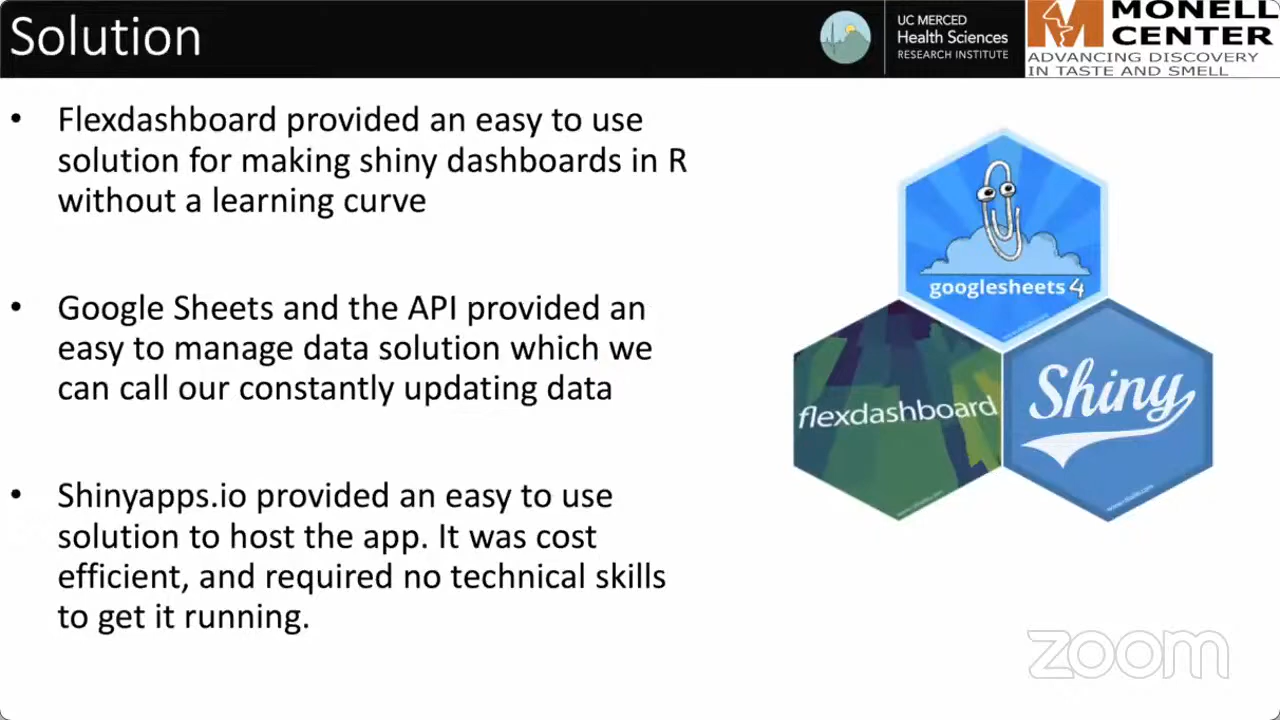 Solution
UC MERCED
Health Sciences
RESEARCH INSTITUTE
MONELL
CENTER
ADVANCING DISCOVERY
IN TASTE AND SMELL
• Flexdashboard provided an easy to use
solution for making shiny dashboards in R
without a learning curve
• Google Sheets and the API provided an
easy to manage data solution which we
can call our constantly updating data
• Shinyapps.io provided an easy to use
solution to host the app. It was cost
efficient, and required no technical skills
to get it running.
googlesheets4
flexdashboard
Shiny
zoom